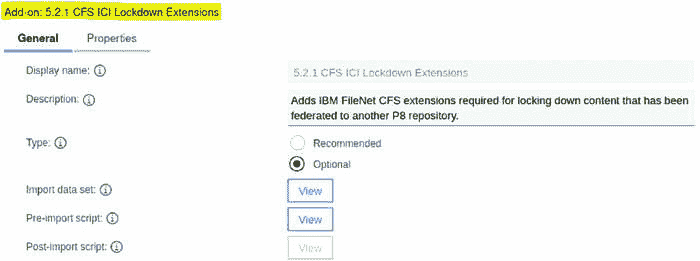 Add-on: 5.2.1 CFS ICI Lockdown Extensions
General Properties
Display name: 5.2.1 CFS ICI Lockdown Extensions
Description: Adds IBM FileNet CFS extensions required for locking down content that has been
federated to another P8 repository.
Type: Recommended
Optional
Import data set: View
Pre-import script: View
Post-import script: View